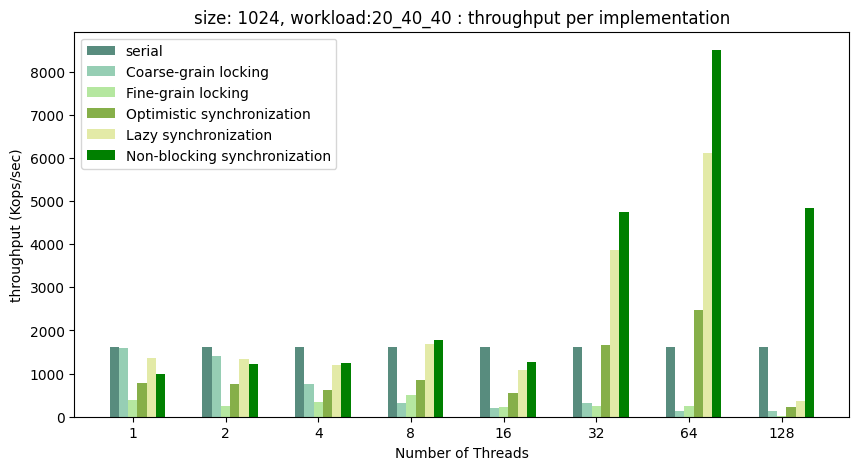 size: 1024, workload:20_40_40 : throughput per implementation
serial
Coarse-grain locking
Fine-grain locking
Optimistic synchronization
Lazy synchronization
Non-blocking synchronization
throughput (Kops/sec)
8000
7000
6000
5000
4000
3000
2000
1000
0
1 2 4 8 16 32 64 128
Number of Threads